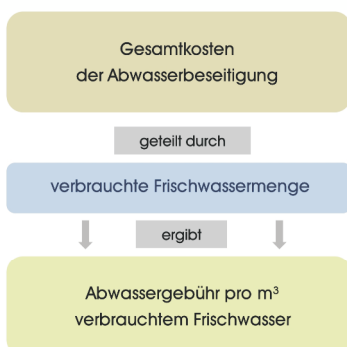 Gesamtkosten
der Abwasserbeseitigung
geteilt durch
verbrauchte Frischwassermenge
ergibt
Abwassergebühr pro m³
verbrauchtem Frischwasser